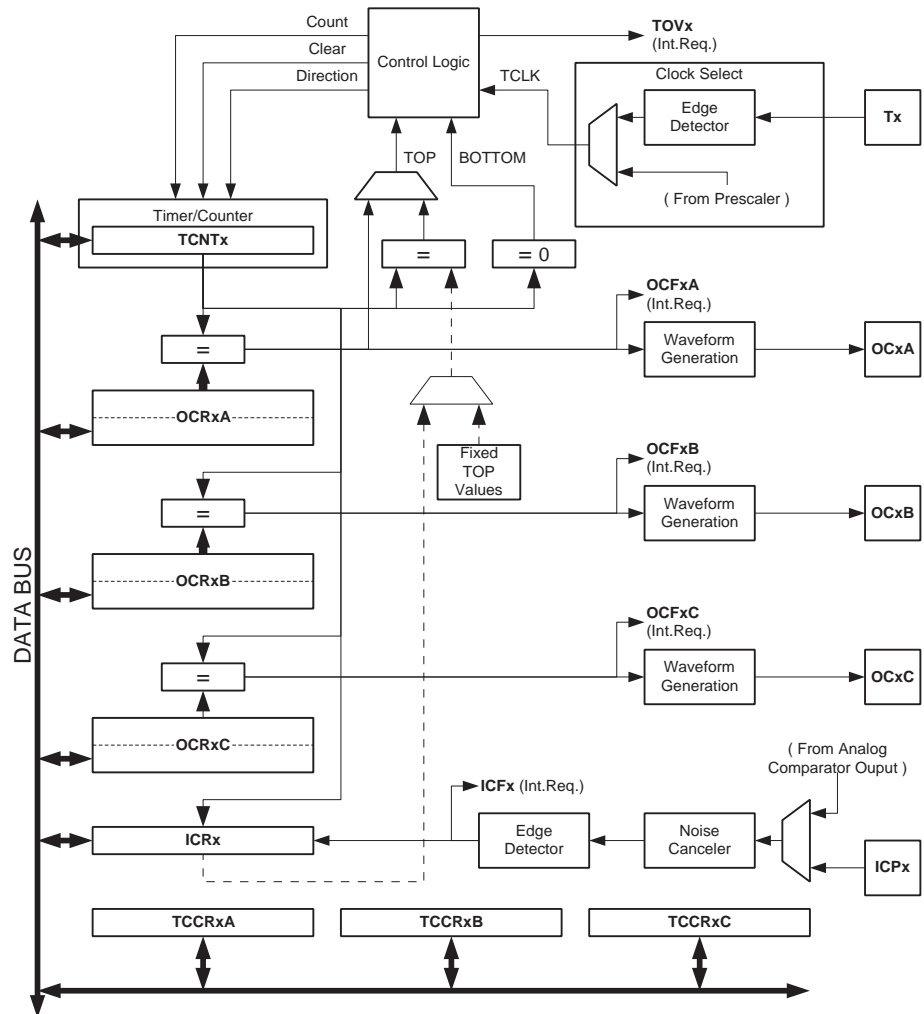 Count
Clear
Direction
Control Logic
TOVx
(Int.Req.)
Clock Select
TCLK
Edge
Detector
Tx
( From Prescaler )
TOP
BOTTOM
Timer/Counter
TCNTx
=
= 0
=
OCRxA
OCFxA
(Int.Req.)
Waveform
Generation
OCxA
Fixed
TOP
Values
=
OCRxB
OCFxB
(Int.Req.)
Waveform
Generation
OCxB
DATA BUS
=
OCRxC
OCFxC
(Int.Req.)
Waveform
Generation
OCxC
( From Analog
Comparator Ouput )
ICFx (Int.Req.)
ICRx
Edge
Detector
Noise
Canceler
ICPx
TCCRxA
TCCRxB
TCCRxC